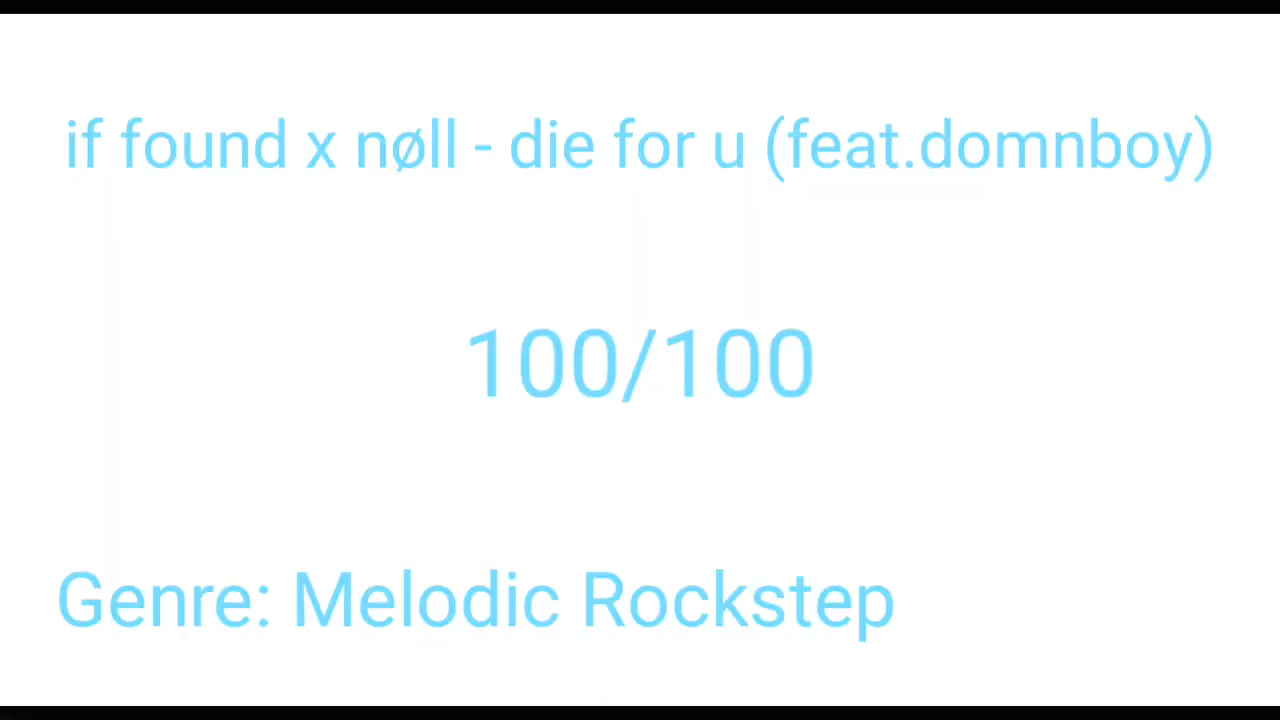 if found x nøll - die for u (feat.domnboy)
100/100
Genre: Melodic Rockstep